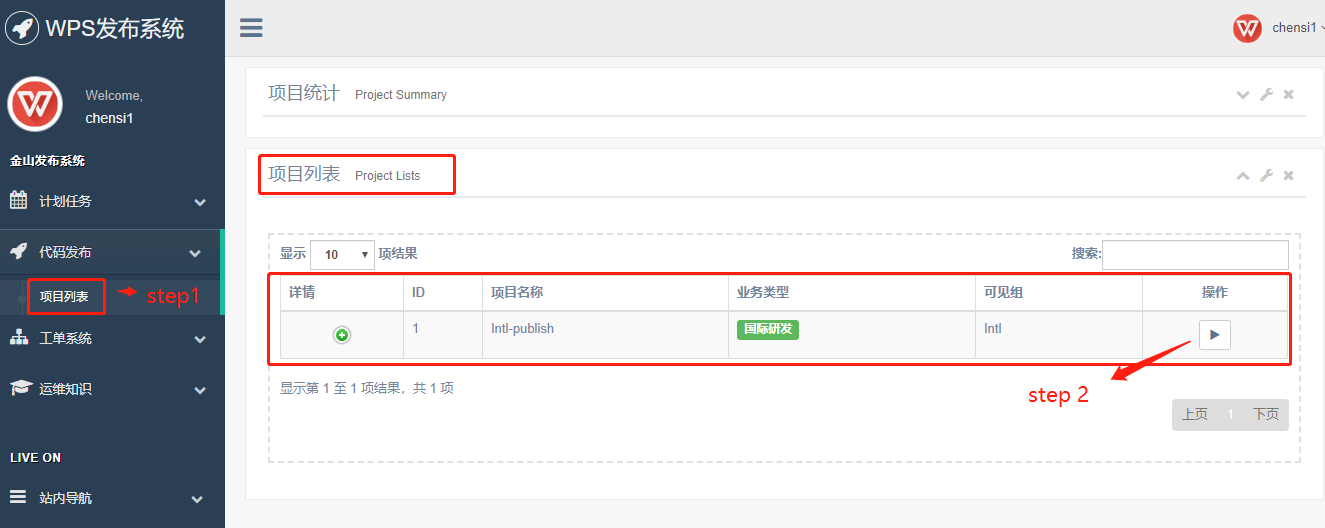 WPS发布系统
chensi1
Welcome,
chensi1
金山发布系统
计划任务
代码发布
项目列表
step1
工单系统
运维知识
LIVE ON
站内导航
项目统计 Project Summary
项目列表 Project Lists
显示 10 项结果
搜索:
详情 ID 项目名称 业务类型 可见组 操作
1 Intl-publish 国际研发 Intl
step 2
显示第 1 至 1 项结果，共 1 项
上页 1 下页